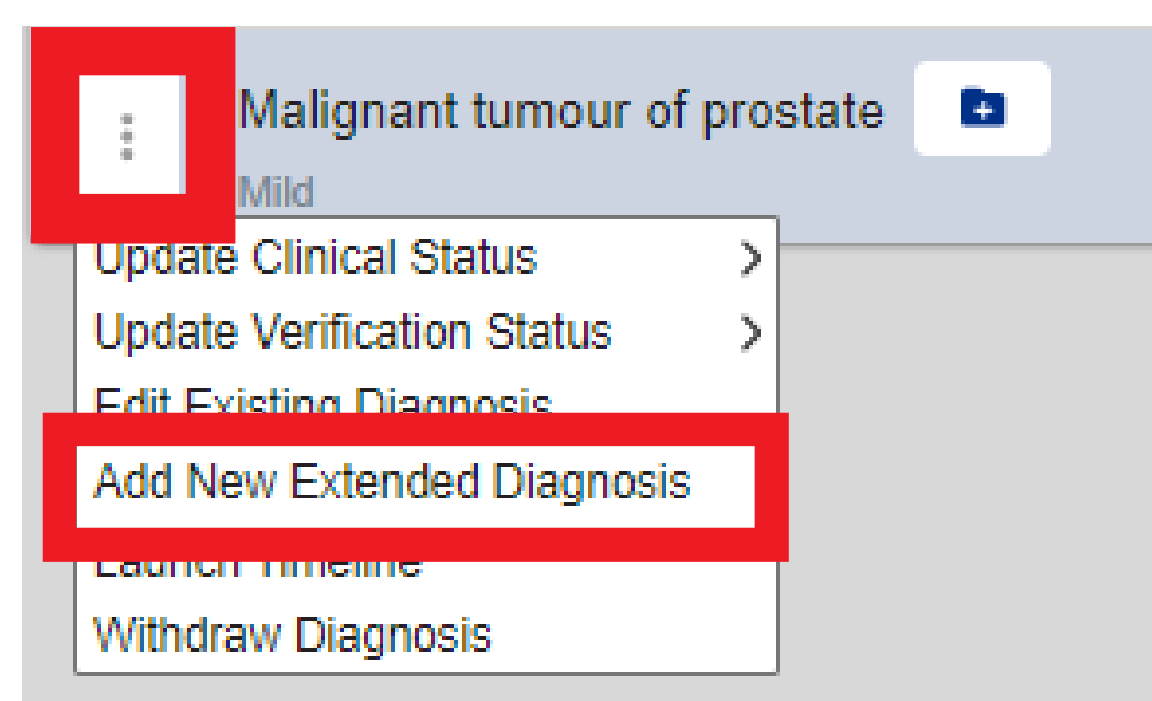 Malignant tumour of prostate
Mild
Update Clinical Status
Update Verification Status
Edit Existing Diagnosis
Add New Extended Diagnosis
Launch Timeline
Withdraw Diagnosis